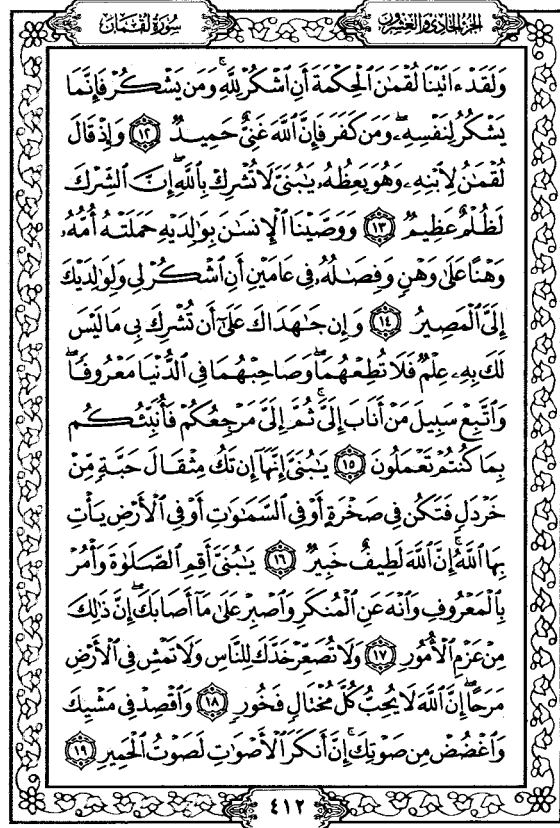 الجزء الحادي والعشرون
سورة لقمان
وَلَقَدْ ءَاتَيْنَا لُقْمَٰنَ ٱلْحِكْمَةَ أَنِ ٱشْكُرْ لِلَّهِ ۚ وَمَن يَشْكُرْ فَإِنَّمَا
يَشْكُرُ لِنَفْسِهِۦ ۖ وَمَن كَفَرَ فَإِنَّ ٱللَّهَ غَنِىٌّ حَمِيدٌ ١٢ وَإِذْ قَالَ
لُقْمَٰنُ لِٱبْنِهِۦ وَهُوَ يَعِظُهُۥ يَٰبُنَىَّ لَا تُشْرِكْ بِٱللَّهِ ۖ إِنَّ ٱلشِّرْكَ
لَظُلْمٌ عَظِيمٌ ١٣ وَوَصَّيْنَا ٱلْإِنسَٰنَ بِوَٰلِدَيْهِ حَمَلَتْهُ أُمُّهُۥ
وَهْنًا عَلَىٰ وَهْنٍ وَفِصَٰلُهُۥ فِى عَامَيْنِ أَنِ ٱشْكُرْ لِى وَلِوَٰلِدَيْكَ
إِلَىَّ ٱلْمَصِيرُ ١٤ وَإِن جَٰهَدَاكَ عَلَىٰٓ أَن تُشْرِكَ بِى مَا لَيْسَ
لَكَ بِهِۦ عِلْمٌ فَلَا تُطِعْهُمَا ۖ وَصَاحِبْهُمَا فِى ٱلدُّنْيَا مَعْرُوفًا ۖ
وَٱتَّبِعْ سَبِيلَ مَنْ أَنَابَ إِلَىَّ ۚ ثُمَّ إِلَىَّ مَرْجِعُكُمْ فَأُنَبِّئُكُم
بِمَا كُنتُمْ تَعْمَلُونَ ١٥ يَٰبُنَىَّ إِنَّهَآ إِن تَكُ مِثْقَالَ حَبَّةٍ مِّنْ
خَرْدَلٍ فَتَكُن فِى صَخْرَةٍ أَوْ فِى ٱلسَّمَٰوَٰتِ أَوْ فِى ٱلْأَرْضِ يَأْتِ
بِهَا ٱللَّهُ ۚ إِنَّ ٱللَّهَ لَطِيفٌ خَبِيرٌ ١٦ يَٰبُنَىَّ أَقِمِ ٱلصَّلَوٰةَ وَأْمُرْ
بِٱلْمَعْرُوفِ وَٱنْهَ عَنِ ٱلْمُنكَرِ وَٱصْبِرْ عَلَىٰ مَآ أَصَابَكَ ۖ إِنَّ ذَٰلِكَ
مِنْ عَزْمِ ٱلْأُمُورِ ١٧ وَلَا تُصَعِّرْ خَدَّكَ لِلنَّاسِ وَلَا تَمْشِ فِى ٱلْأَرْضِ
مَرَحًا ۖ إِنَّ ٱللَّهَ لَا يُحِبُّ كُلَّ مُخْتَالٍ فَخُورٍ ١٨ وَٱقْصِدْ فِى مَشْيِكَ
وَٱغْضُضْ مِن صَوْتِكَ ۚ إِنَّ أَنكَرَ ٱلْأَصْوَٰتِ لَصَوْتُ ٱلْحَمِيرِ ١٩
٤١٢